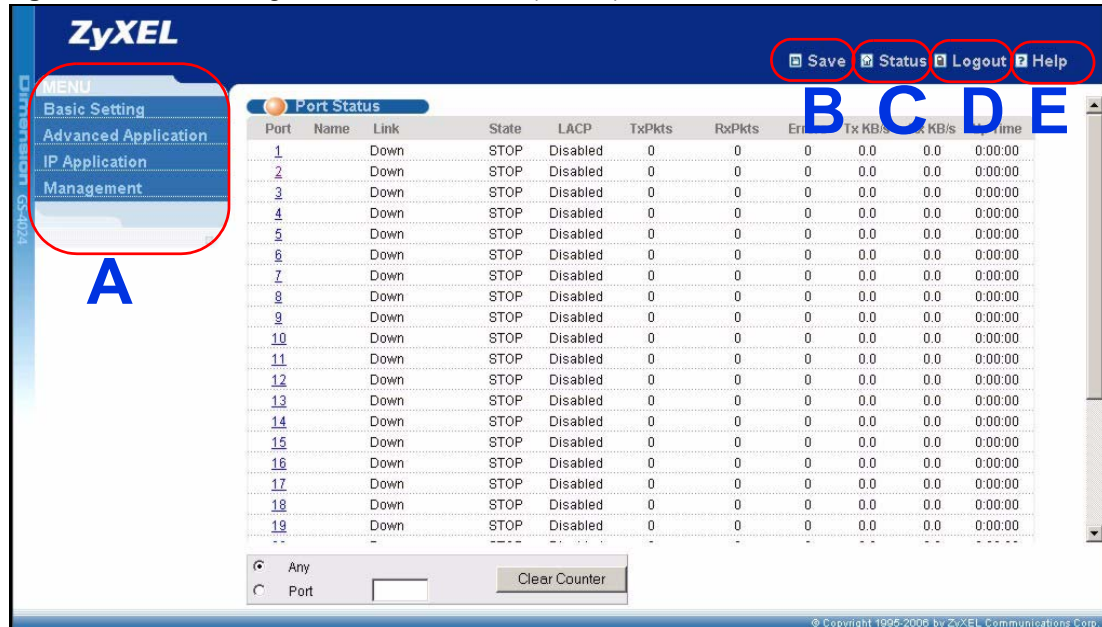 ZyXEL
Save Status Logout Help
B C D E
MENU
Basic Setting
Advanced Application
IP Application
Management
A
Dimension GS-4024
Port Status
Port Name Link State LACP TxPkts RxPkts Tx KB/s KB/s Time
1 Down STOP Disabled 0 0 0 0.0 0.0 0:00:00
2 Down STOP Disabled 0 0 0 0.0 0.0 0:00:00
3 Down STOP Disabled 0 0 0 0.0 0.0 0:00:00
4 Down STOP Disabled 0 0 0 0.0 0.0 0:00:00
5 Down STOP Disabled 0 0 0 0.0 0.0 0:00:00
6 Down STOP Disabled 0 0 0 0.0 0.0 0:00:00
7 Down STOP Disabled 0 0 0 0.0 0.0 0:00:00
8 Down STOP Disabled 0 0 0 0.0 0.0 0:00:00
9 Down STOP Disabled 0 0 0 0.0 0.0 0:00:00
10 Down STOP Disabled 0 0 0 0.0 0.0 0:00:00
11 Down STOP Disabled 0 0 0 0.0 0.0 0:00:00
12 Down STOP Disabled 0 0 0 0.0 0.0 0:00:00
13 Down STOP Disabled 0 0 0 0.0 0.0 0:00:00
14 Down STOP Disabled 0 0 0 0.0 0.0 0:00:00
15 Down STOP Disabled 0 0 0 0.0 0.0 0:00:00
16 Down STOP Disabled 0 0 0 0.0 0.0 0:00:00
17 Down STOP Disabled 0 0 0 0.0 0.0 0:00:00
18 Down STOP Disabled 0 0 0 0.0 0.0 0:00:00
19 Down STOP Disabled 0 0 0 0.0 0.0 0:00:00
Any
Port
Clear Counter
© Copyright 1995-2006 by ZyXEL Communications Corp.